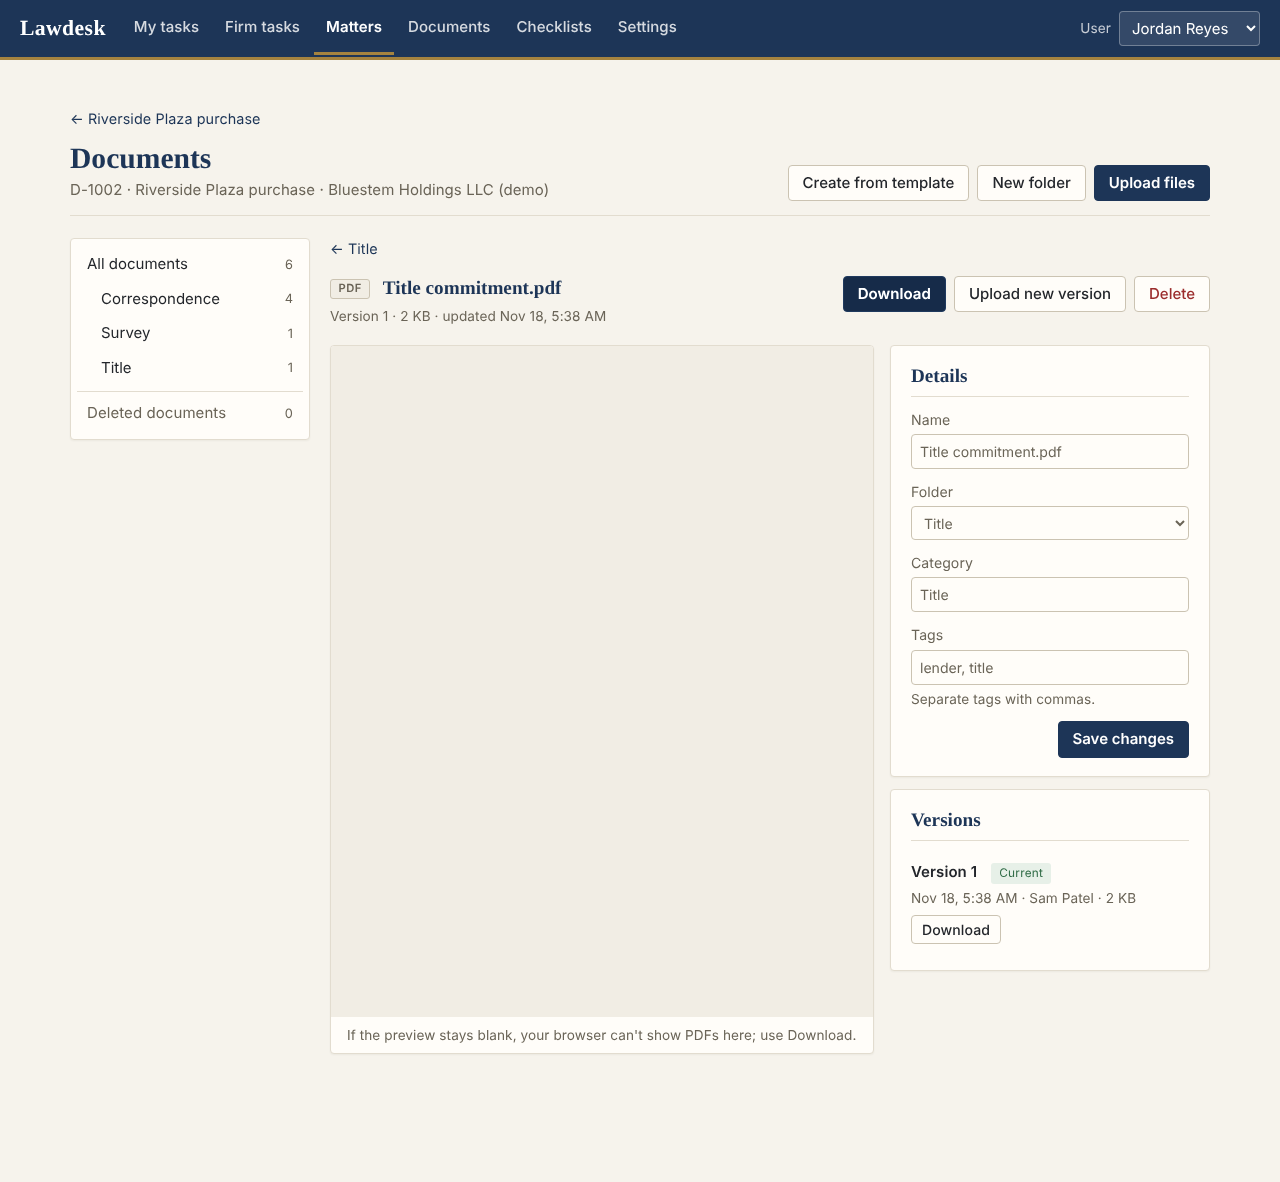 Lawdesk My tasks Firm tasks Matters Documents Checklists Settings User Jordan Reyes
← Riverside Plaza purchase
Documents
D-1002 · Riverside Plaza purchase · Bluestem Holdings LLC (demo)
Create from template New folder Upload files
All documents 6
Correspondence 4
Survey 1
Title 1
Deleted documents 0
← Title
PDF Title commitment.pdf
Version 1 · 2 KB · updated Nov 18, 5:38 AM
Download Upload new version Delete
If the preview stays blank, your browser can't show PDFs here; use Download.
Details
Name
Title commitment.pdf
Folder
Title
Category
Title
Tags
lender, title
Separate tags with commas.
Save changes
Versions
Version 1 Current
Nov 18, 5:38 AM · Sam Patel · 2 KB
Download